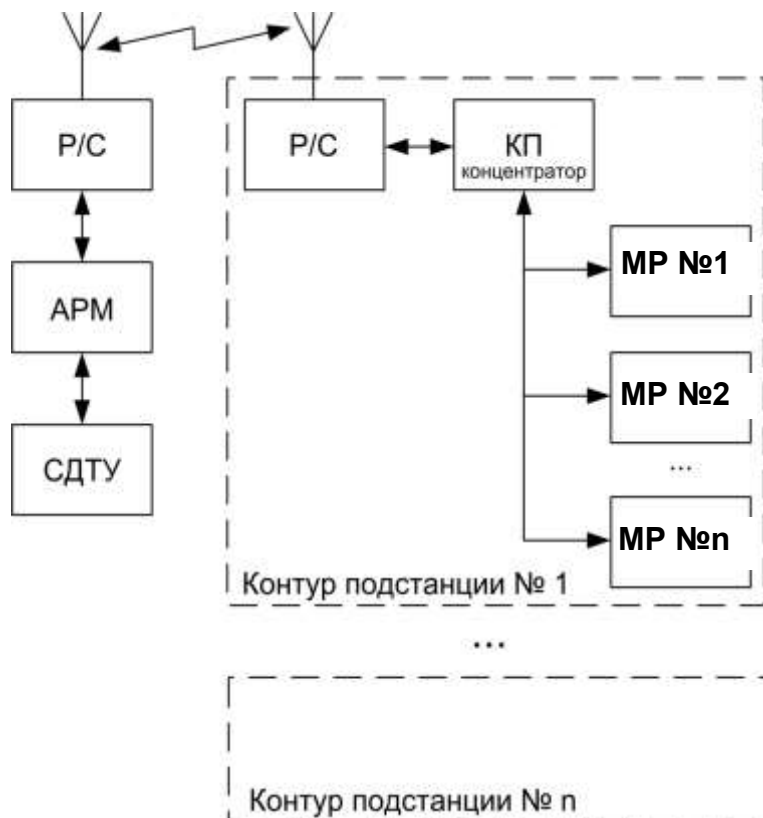 Р/С
Р/С
КП
концентратор
АРМ
СДТУ
МР №1
МР №2
...
МР №n
Контур подстанции № 1
...
Контур подстанции № n